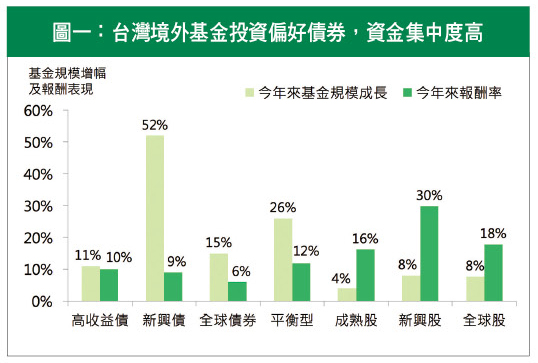 圖一：台灣境外基金投資偏好債券，資金集中度高
基金規模增幅
及報酬表現
今年來基金規模成長 今年來報酬率
60%
50%
40%
30%
20%
10%
0%
11% 10%
52% 9%
15% 6%
26% 12%
4% 16%
8% 30%
8% 18%
高收益債 新興債 全球債券 平衡型 成熟股 新興股 全球股